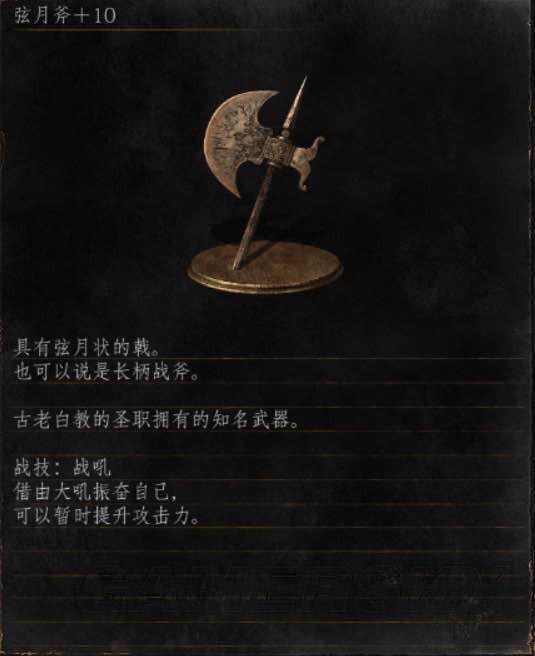 弦月斧＋10
具有弦月状的戟。
也可以说是长柄战斧。
古老白教的圣职拥有的知名武器。
战技：战吼
借由大吼振奋自己，
可以暂时提升攻击力。
GAMERSKY